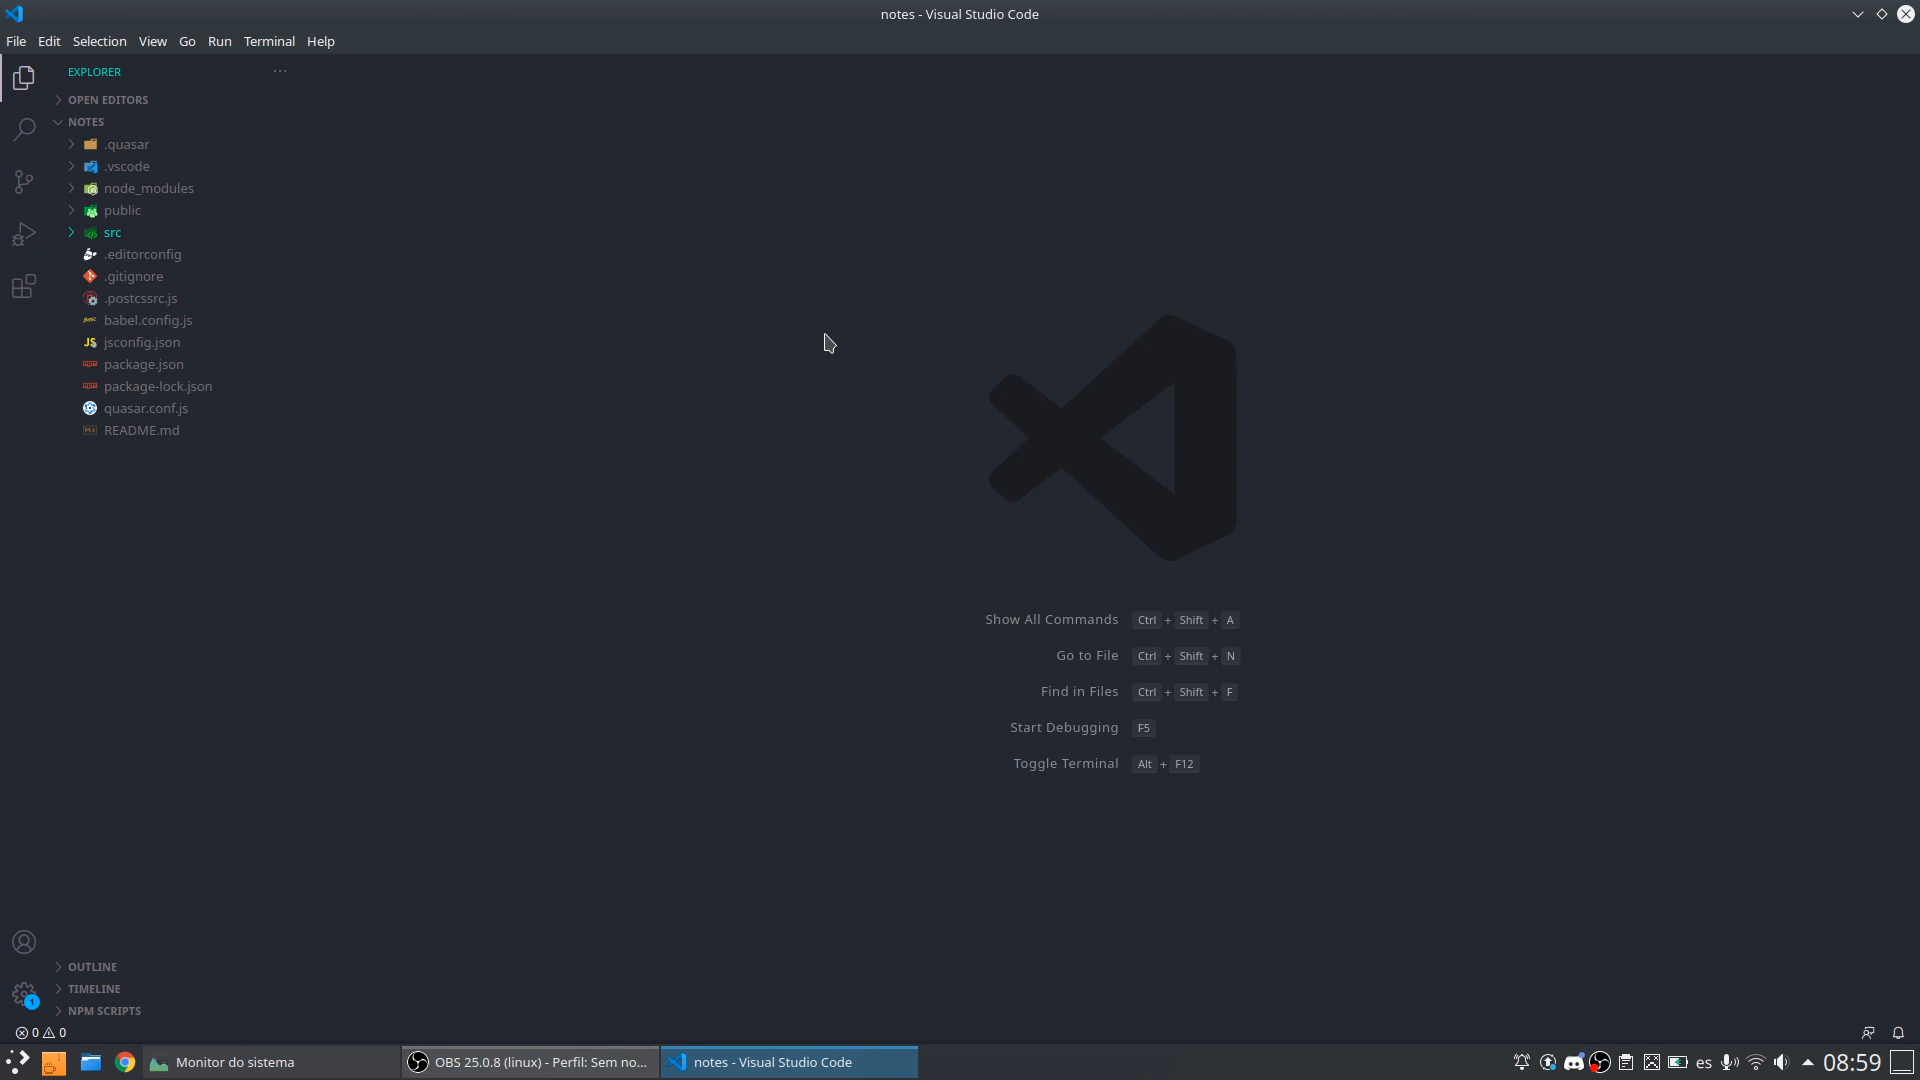 notes - Visual Studio Code
File Edit Selection View Go Run Terminal Help
EXPLORER
OPEN EDITORS
NOTES
.quasar
.vscode
node_modules
public
src
.editorconfig
.gitignore
.postcssrc.js
babel.config.js
JS jsconfig.json
package.json
package-lock.json
quasar.conf.js
README.md
Show All Commands Ctrl + Shift + A
Go to File Ctrl + Shift + N
Find in Files Ctrl + Shift + F
Start Debugging F5
Toggle Terminal Alt + F12
OUTLINE
TIMELINE
1
NPM SCRIPTS
0 0
Monitor do sistema
OBS 25.0.8 (linux) - Perfil: Sem no...
notes - Visual Studio Code
es
08:59